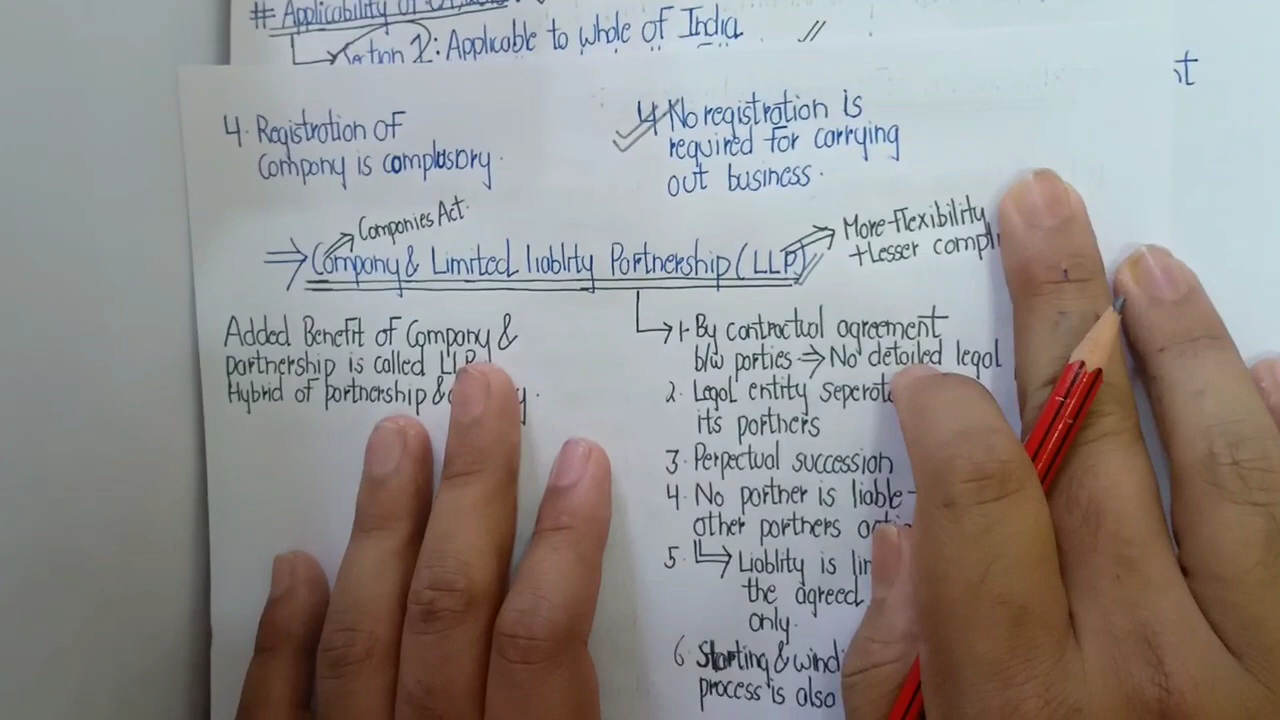 # Applicability of
Section 2: Applicable to whole of India
4. Registration of
company is complusory.
4 No registration is
required for carrying
out business.
Companies Act.
More flexibility
+Lesser
⇒ Company & Limited liablity Partnership (LLP)
Added Benefit of Company &
partnership is called
Hybrid of partnership &
1. By contractual agreement
b/w parties ⇒ No detailed legal
2. Legal entity
its partners
3. Perpetual succession
4. No partner is liable
other partners
5. Liablity is
the agreed
only.
6. Starting &
process is also